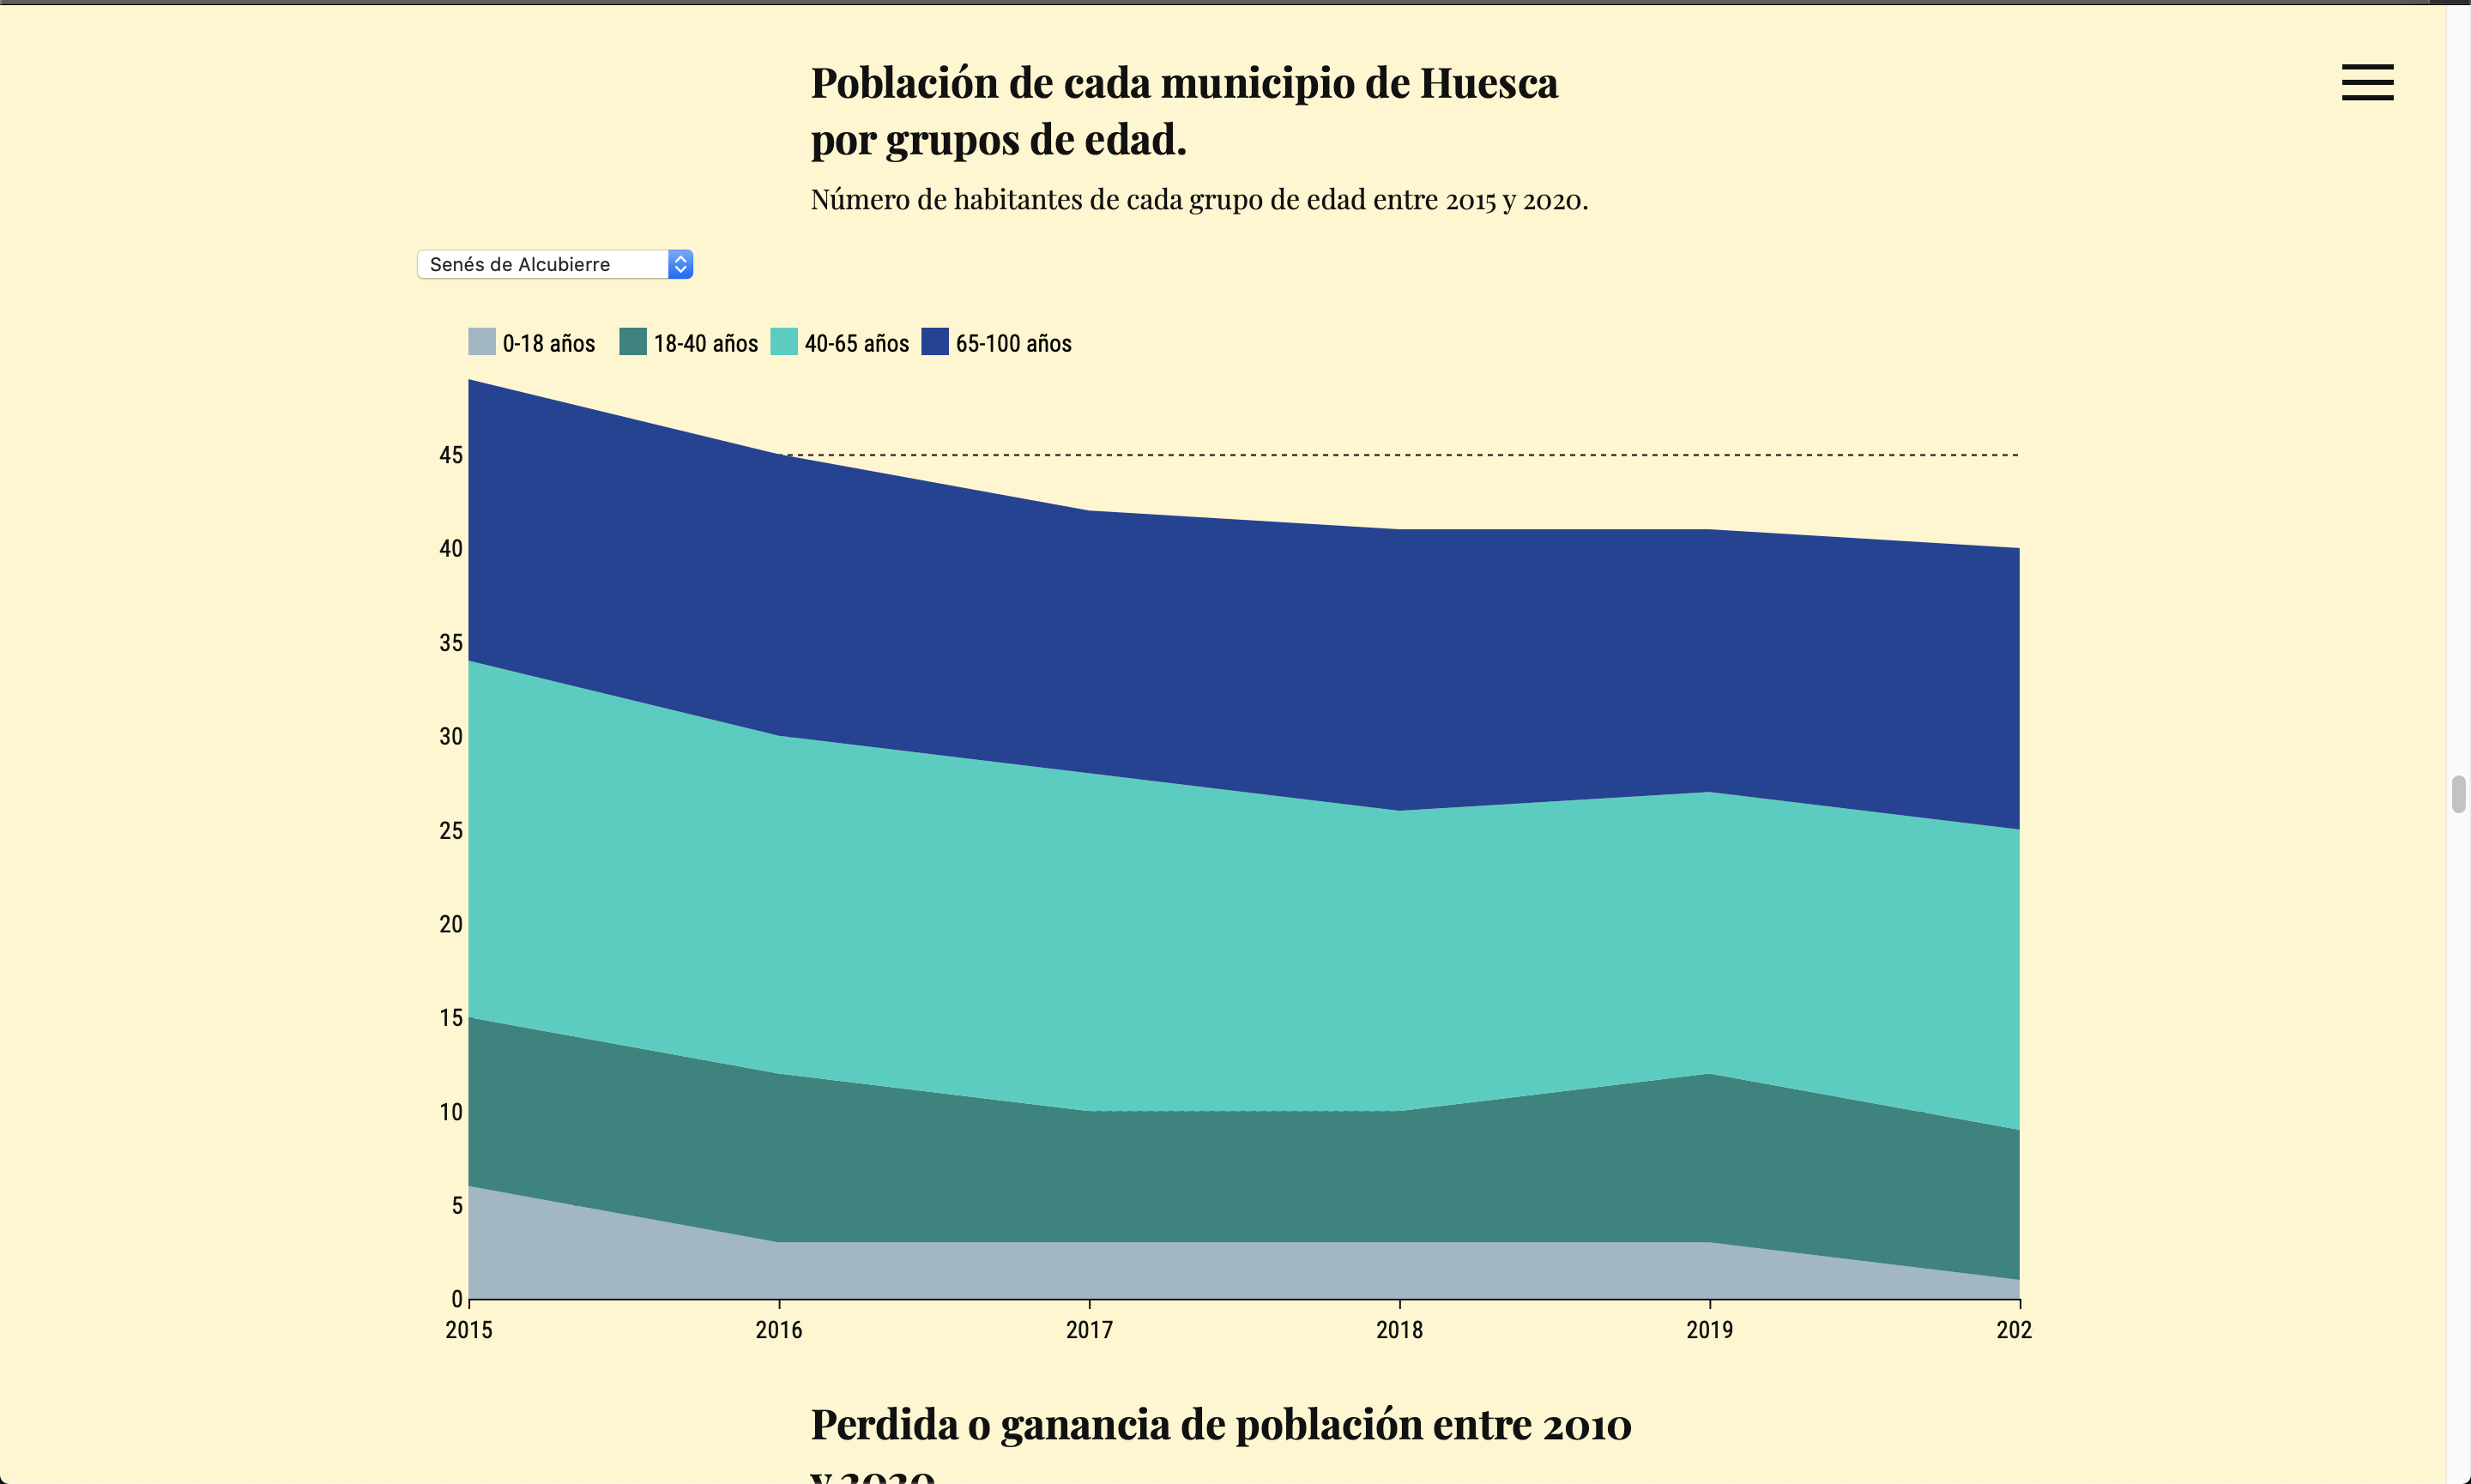 Población de cada municipio de Huesca
por grupos de edad.
Número de habitantes de cada grupo de edad entre 2015 y 2020.
Senés de Alcubierre
0-18 años 18-40 años 40-65 años 65-100 años
45
40
35
30
25
20
15
10
5
0
2015 2016 2017 2018 2019 202
Perdida o ganancia de población entre 2010
y 2020